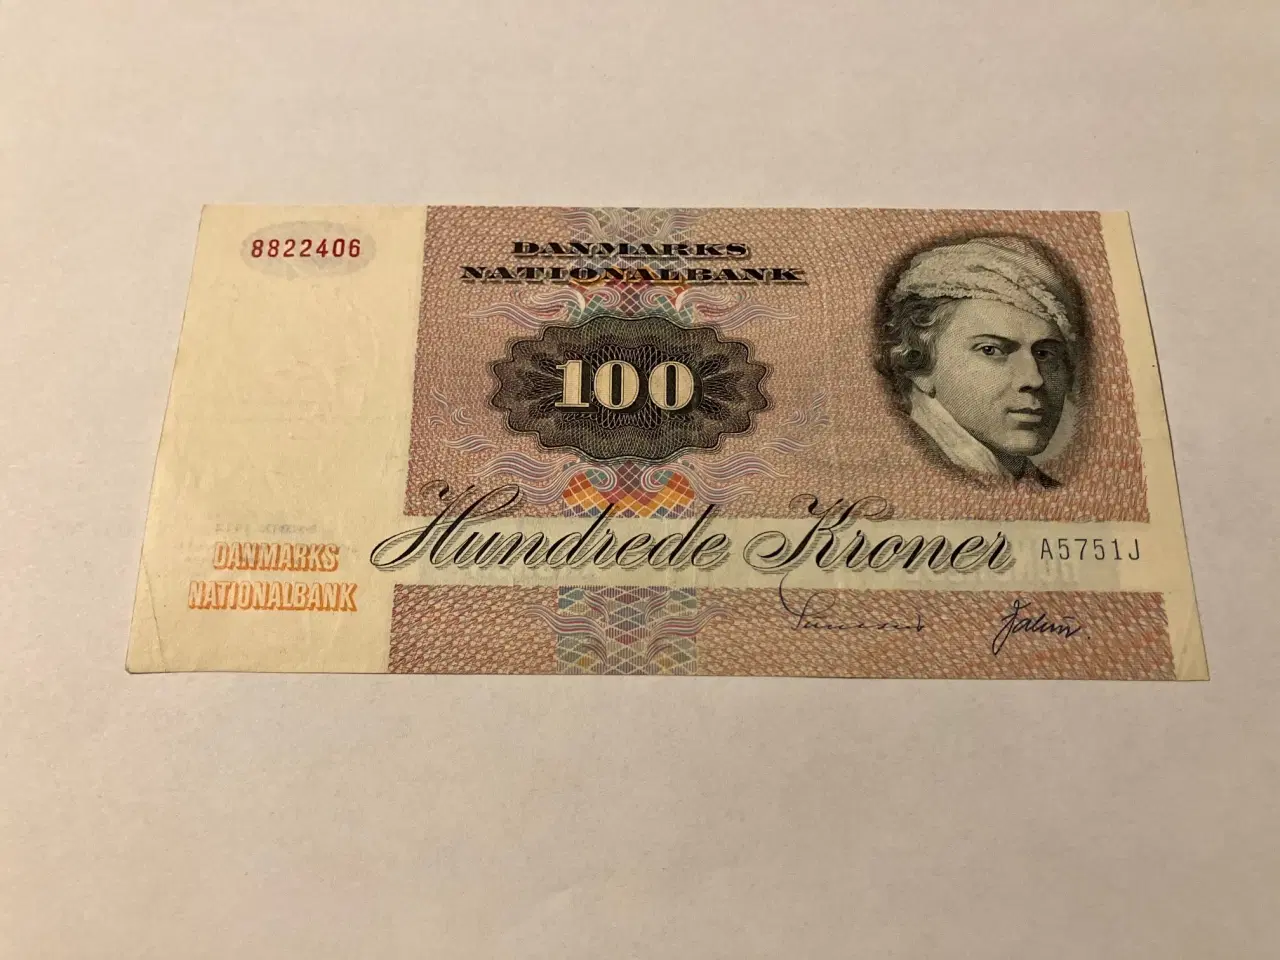 8822406
DANMARKS
NATIONALBANK
100
Hundrede Kroner
A5751J
DANMARKS
NATIONALBANK